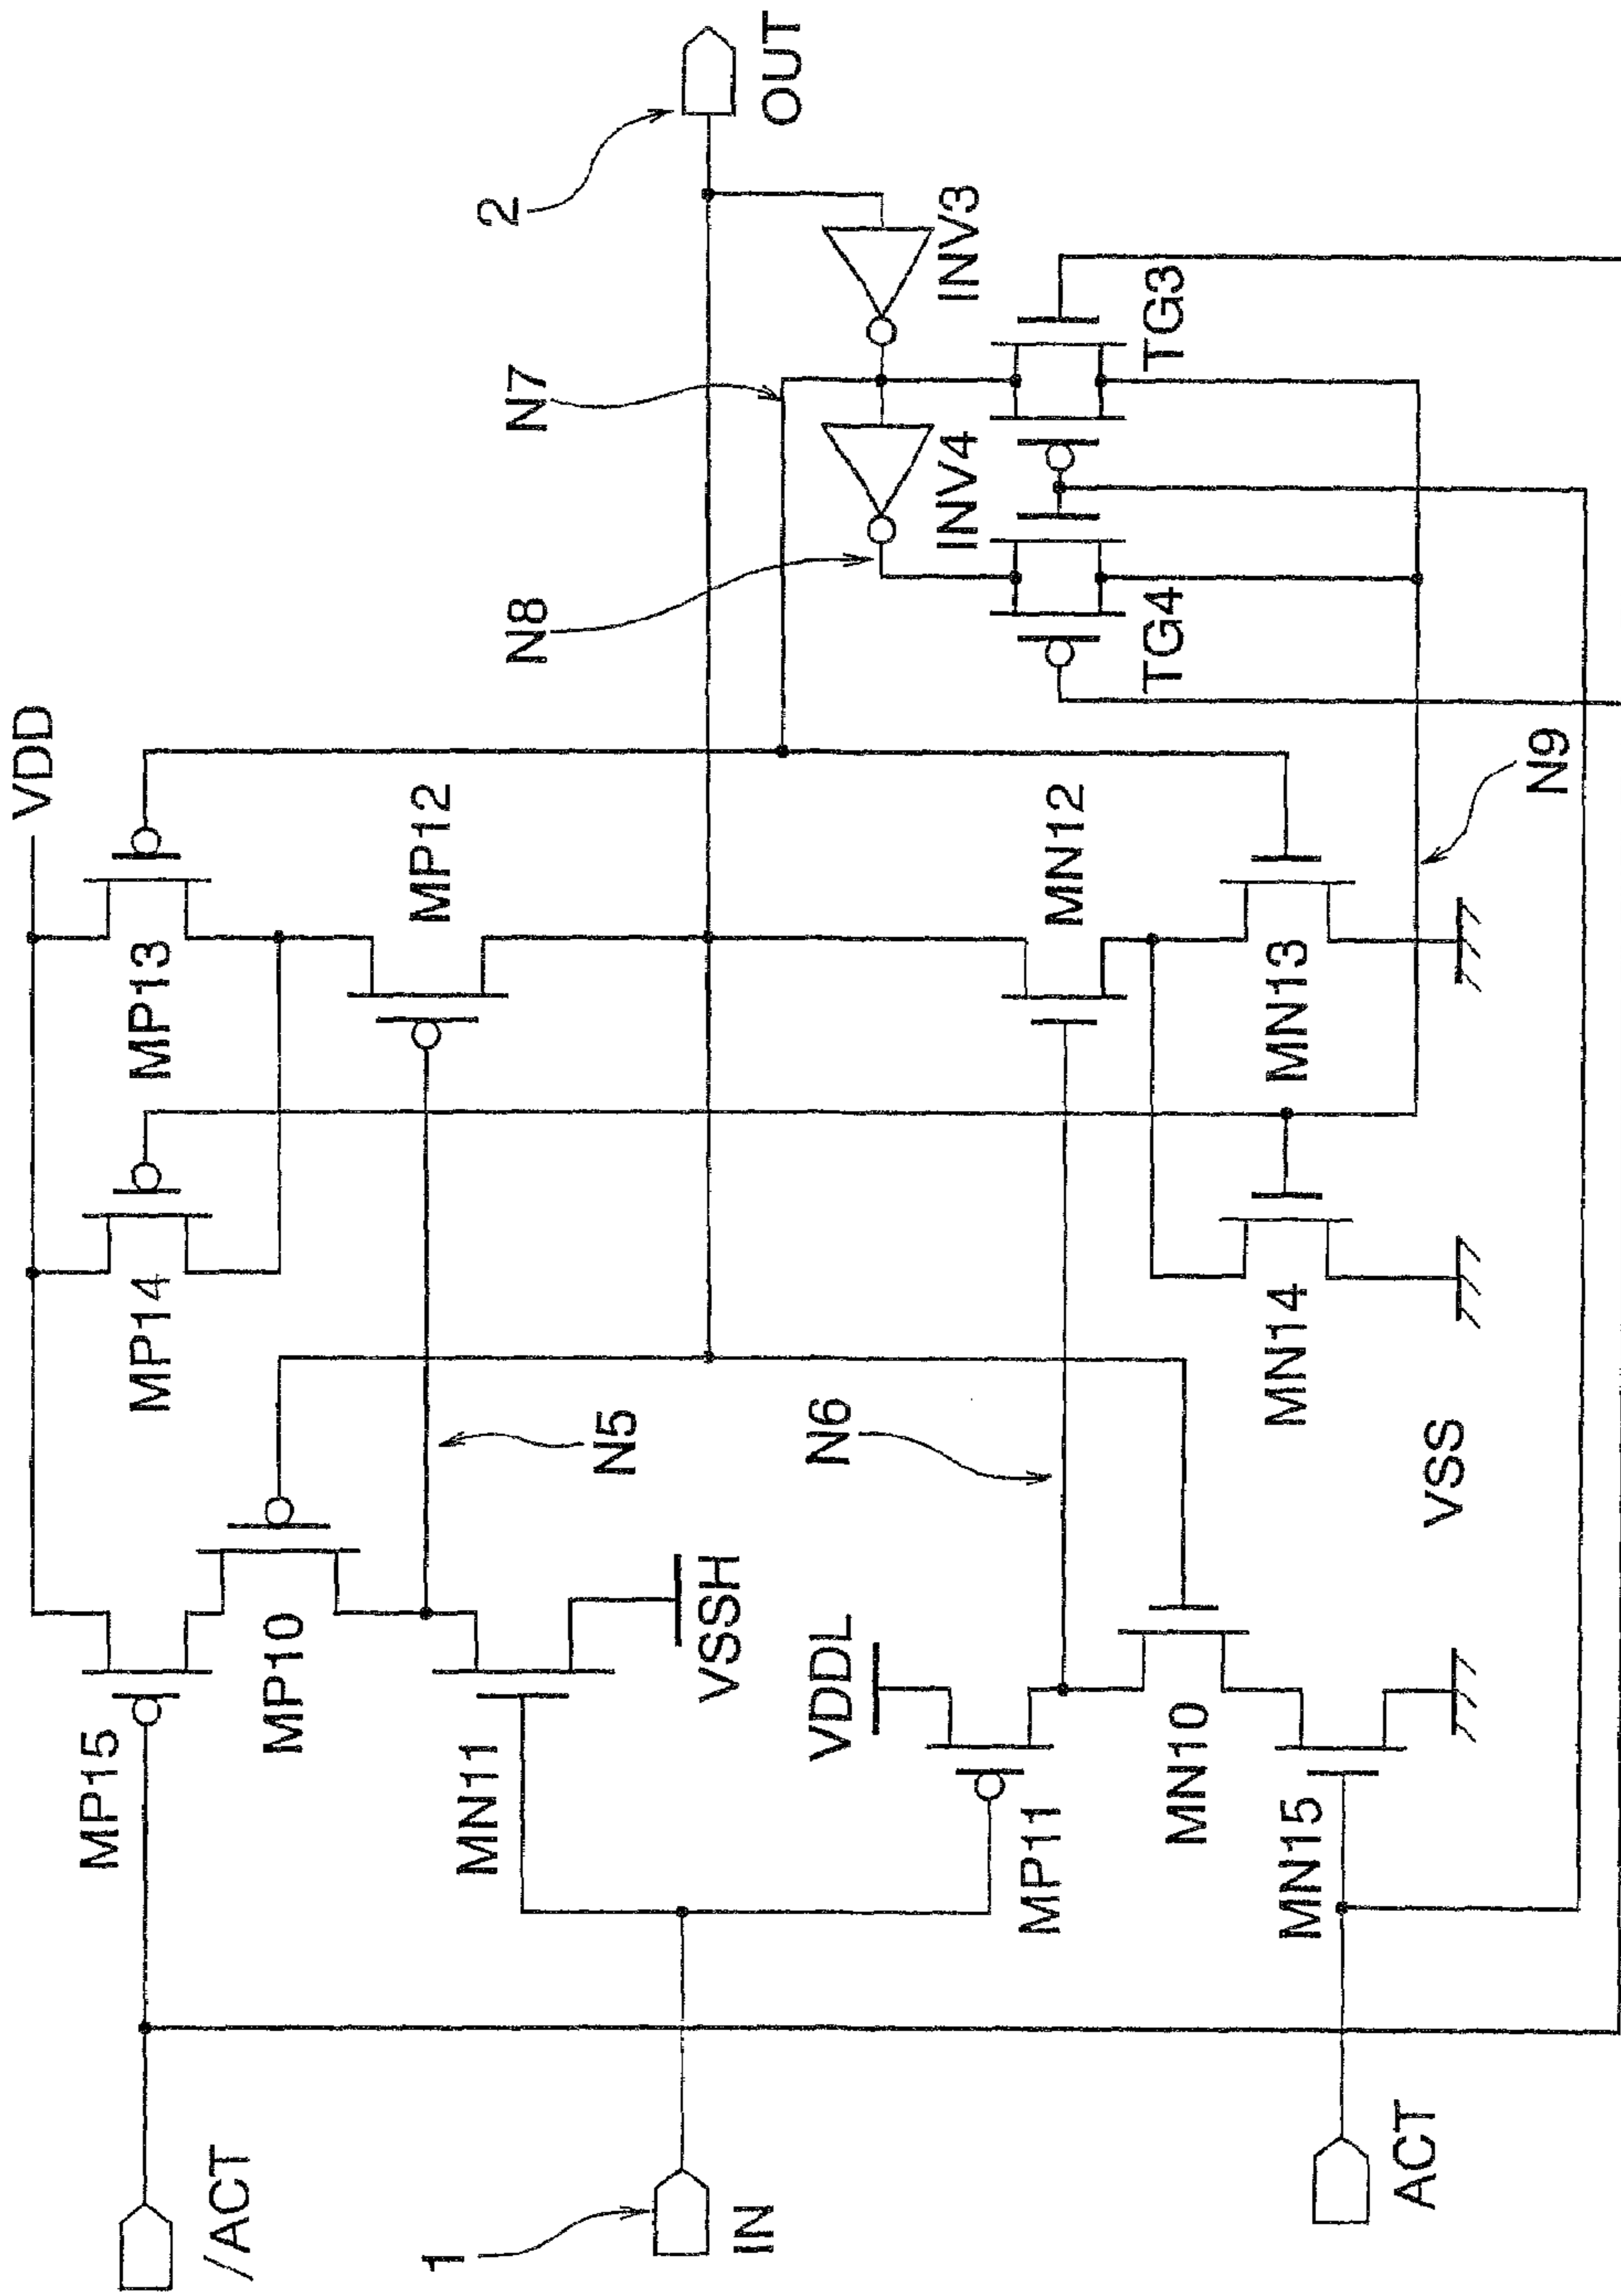 VDD
MP15
MP14
MP13
MP10
MP12
/ACT
N5
MN11
VSSH
1
IN
2
OUT
VDDL
N6
N7
N8
INV3
INV4
MP11
MN12
MN10
TG4
TG3
MN15
MN14
MN13
ACT
VSS
N9